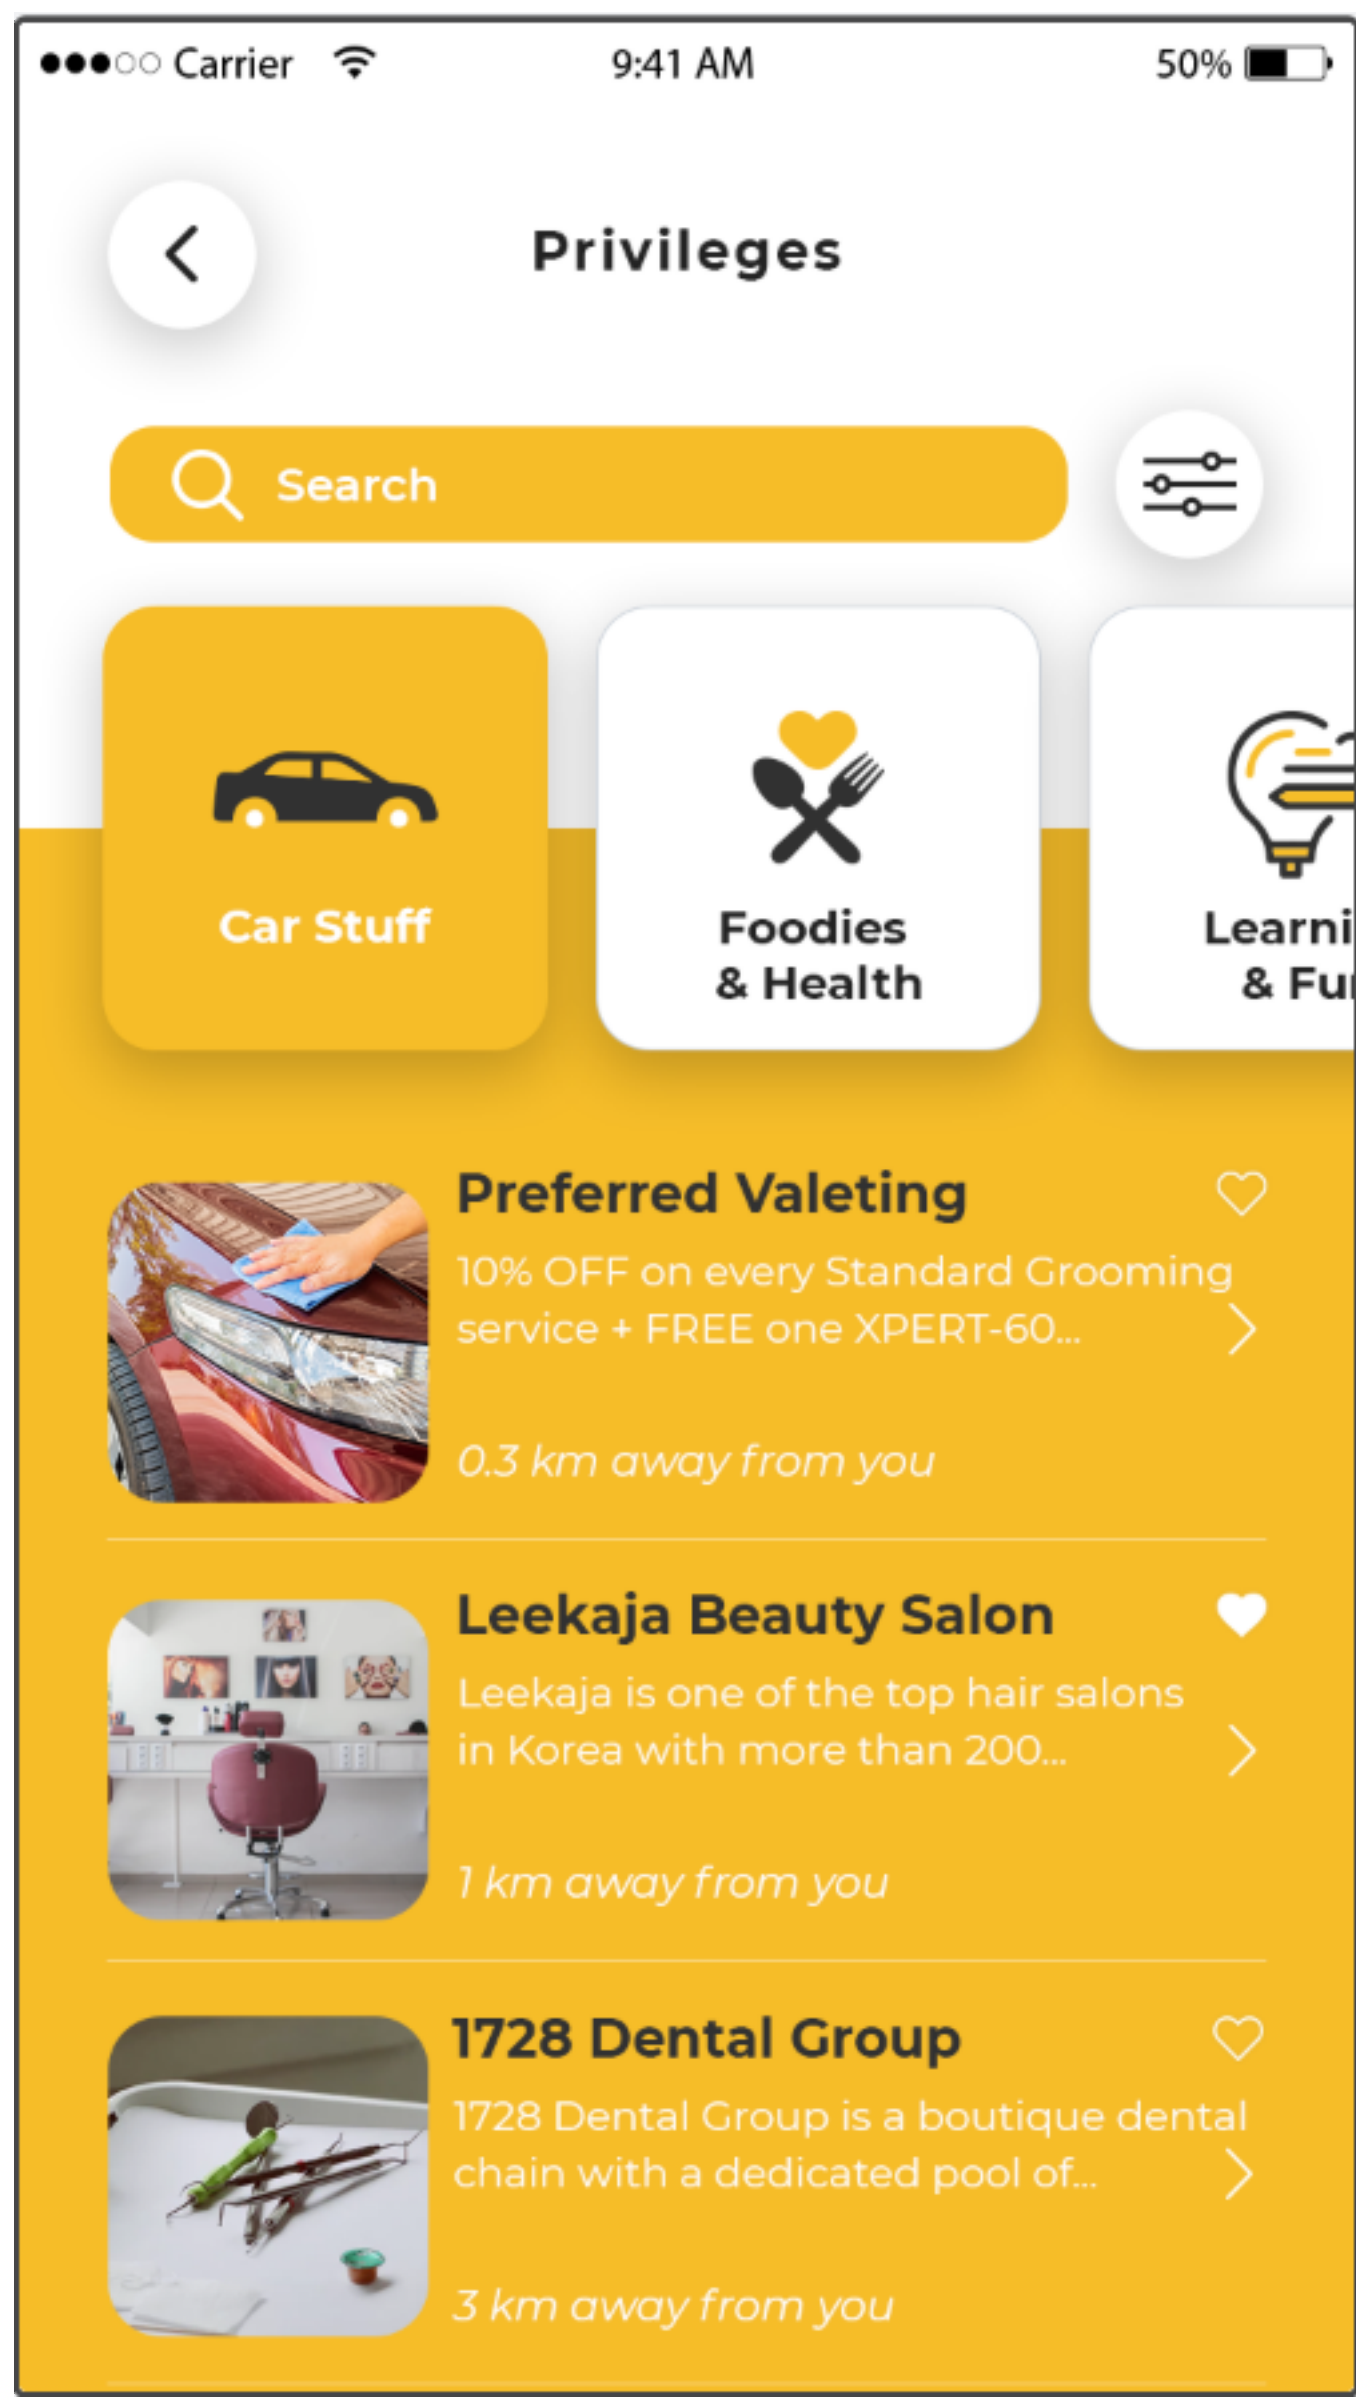 Carrier
9:41 AM
50%
Privileges
Search
Car Stuff
Foodies
& Health
Learni
& Fu
Preferred Valeting
10% OFF on every Standard Grooming
service + FREE one XPERT-60...
0.3 km away from you
Leekaja Beauty Salon
Leekaja is one of the top hair salons
in Korea with more than 200...
1 km away from you
1728 Dental Group
1728 Dental Group is a boutique dental
chain with a dedicated pool of...
3 km away from you